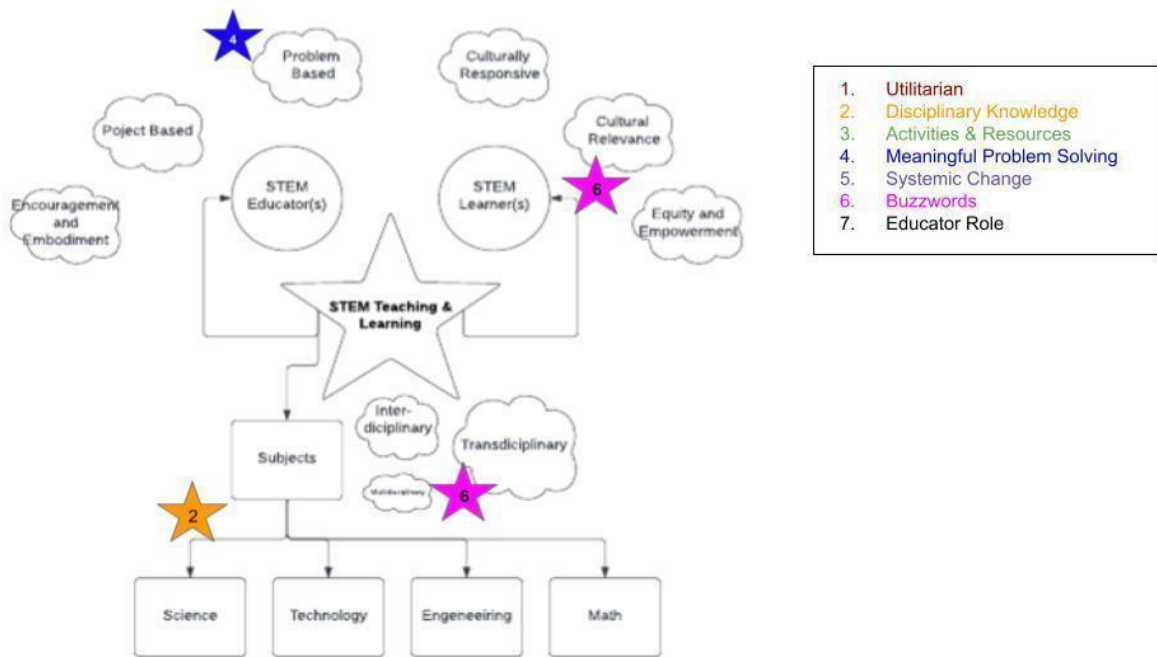 4
Problem
Based
Culturally
Responsive
Poject Based
Cultural
Relevance
STEM
Educator(s)
STEM
Learner(s)
6
Encouragement
and
Embodiment
Equity and
Empowerment
STEM Teaching &
Learning
Inter-
diciplinary
Transdiciplinary
Subjects
6
2
Science
Technology
Engeneeiring
Math
1. Utilitarian
2. Disciplinary Knowledge
3. Activities & Resources
4. Meaningful Problem Solving
5. Systemic Change
6. Buzzwords
7. Educator Role